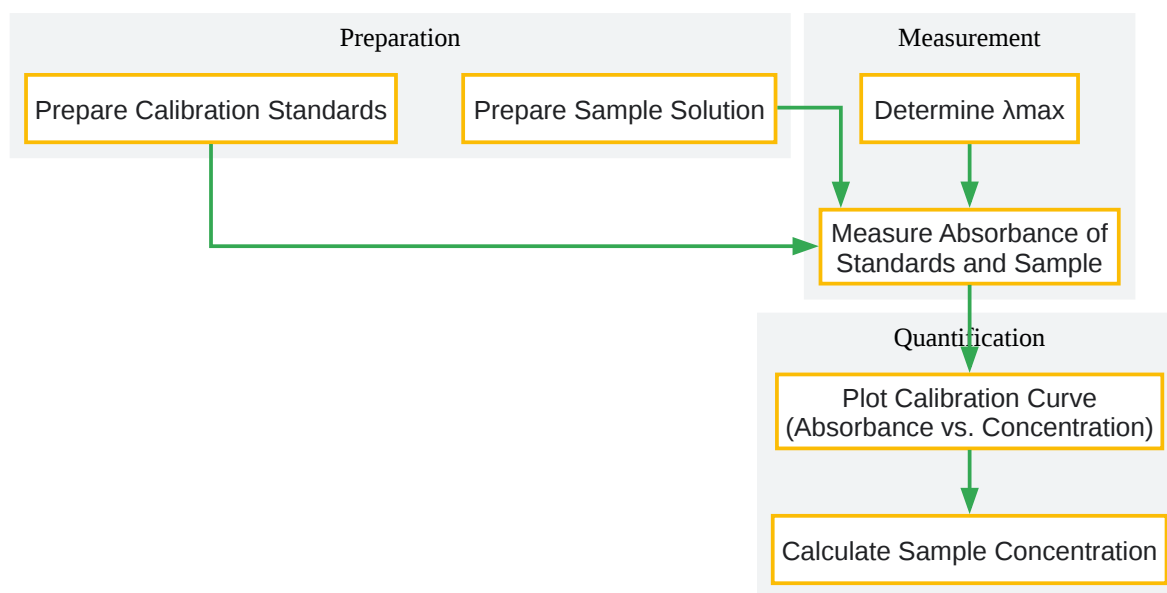 Preparation
Measurement
Prepare Calibration Standards
Prepare Sample Solution
Determine λmax
Measure Absorbance of
Standards and Sample
Quantification
Plot Calibration Curve
(Absorbance vs. Concentration)
Calculate Sample Concentration